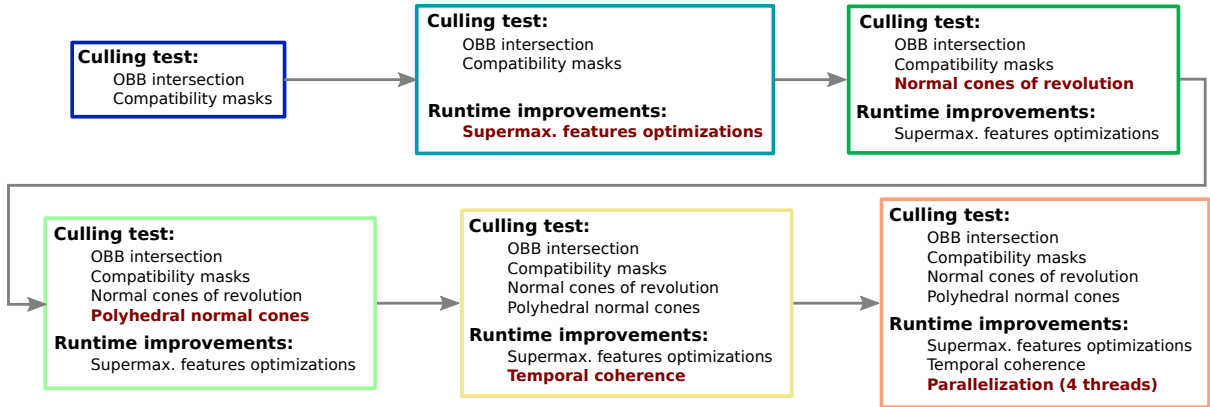 Culling test:
OBB intersection
Compatibility masks
Culling test:
OBB intersection
Compatibility masks
Runtime improvements:
Supermax. features optimizations
Culling test:
OBB intersection
Compatibility masks
Normal cones of revolution
Runtime improvements:
Supermax. features optimizations
Culling test:
OBB intersection
Compatibility masks
Normal cones of revolution
Polyhedral normal cones
Runtime improvements:
Supermax. features optimizations
Culling test:
OBB intersection
Compatibility masks
Normal cones of revolution
Polyhedral normal cones
Runtime improvements:
Supermax. features optimizations
Temporal coherence
Culling test:
OBB intersection
Compatibility masks
Normal cones of revolution
Polyhedral normal cones
Runtime improvements:
Supermax. features optimizations
Temporal coherence
Parallelization (4 threads)